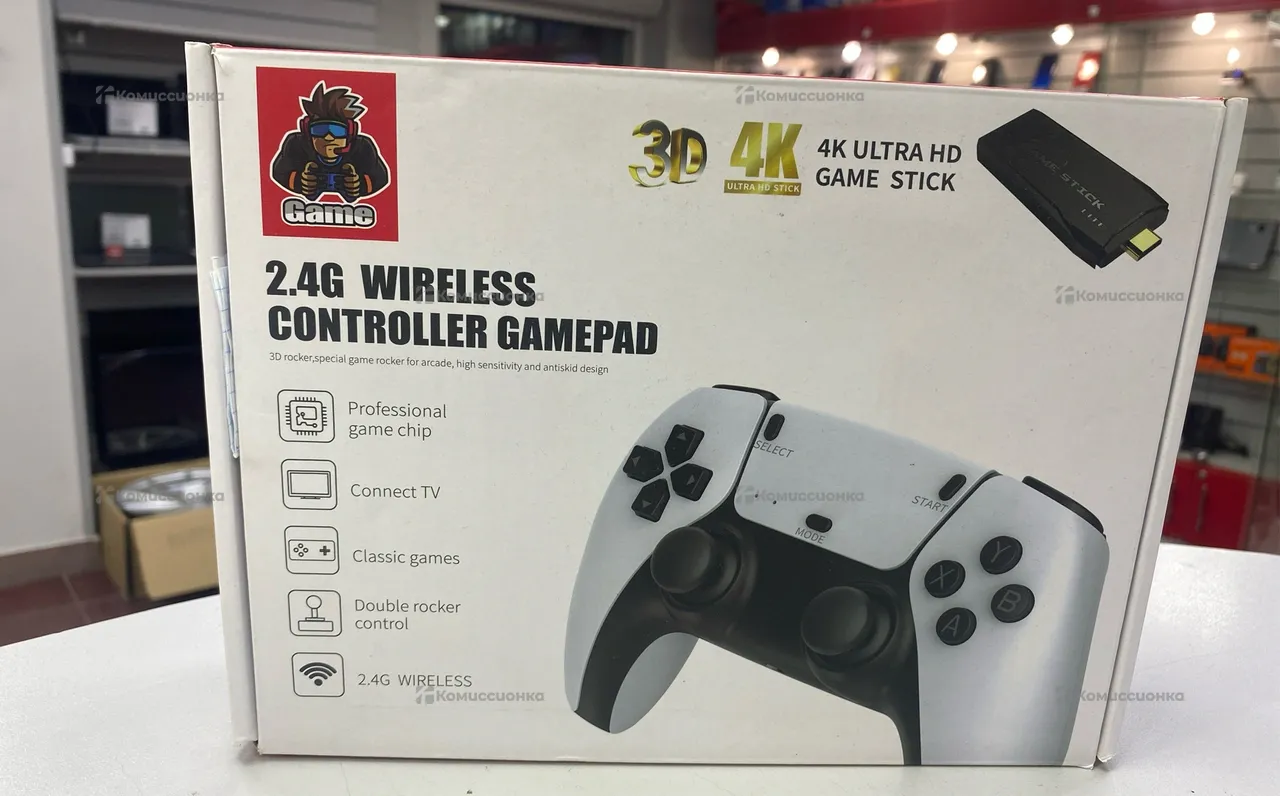 Game
3D
4K
ULTRA HD STICK
4K ULTRA HD
GAME STICK
GAME STICK
2.4G WIRELESS
CONTROLLER GAMEPAD
3D rocker,special game rocker for arcade, high sensitivity and antiskid design
Professional
game chip
Connect TV
Classic games
Double rocker
control
2.4G WIRELESS
SELECT
START
MODE
Y
X
B
A
Комиссионка
Комиссионка
Комиссионка
Комиссионка
Комиссионка
Комиссионка
Комиссионка
Комиссионка